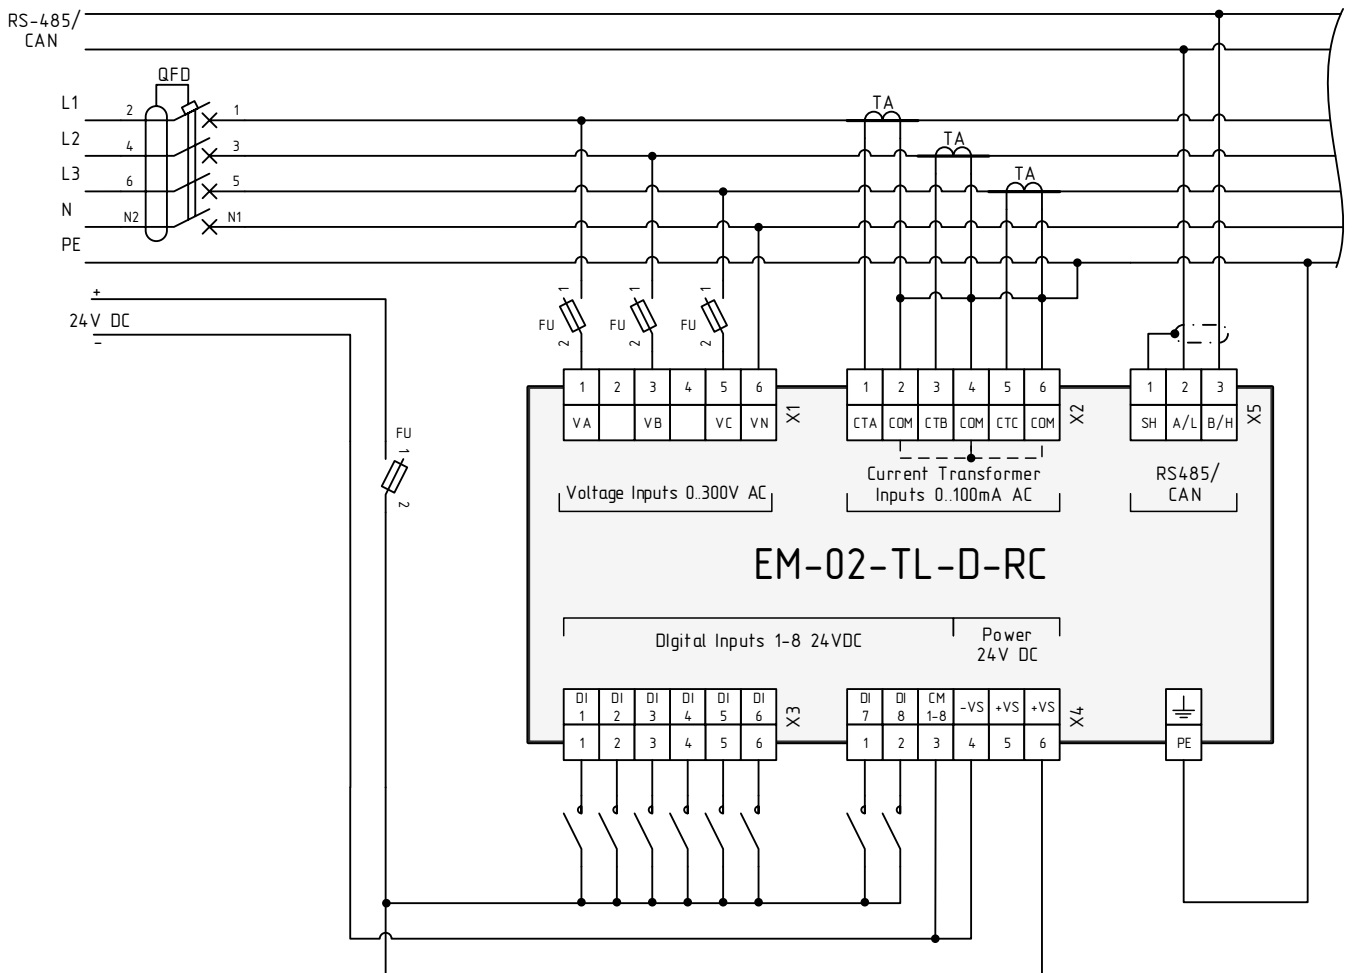 RS-485/
CAN
QFD
L1
2
1
TA
L2
4
3
TA
L3
6
5
TA
N
N2
N1
PE
+
24V DC
-
1
FU
2
1
FU
2
1
FU
2
1 2 3 4 5 6
VA VB VC VN
X1
1 2 3 4 5 6
CTA COM CTB COM CTC COM
X2
1 2 3
SH A/L B/H
X5
FU
1
2
Voltage Inputs 0..300V AC
Current Transformer
Inputs 0..100mA AC
RS485/
CAN
EM-02-TL-D-RC
DIgital Inputs 1-8 24VDC
Power
24V DC
DI DI DI DI DI DI
1 2 3 4 5 6
X3
1 2 3 4 5 6
DI DI CM
7 8 1-8 -VS +VS +VS
X4
1 2 3 4 5 6
PE